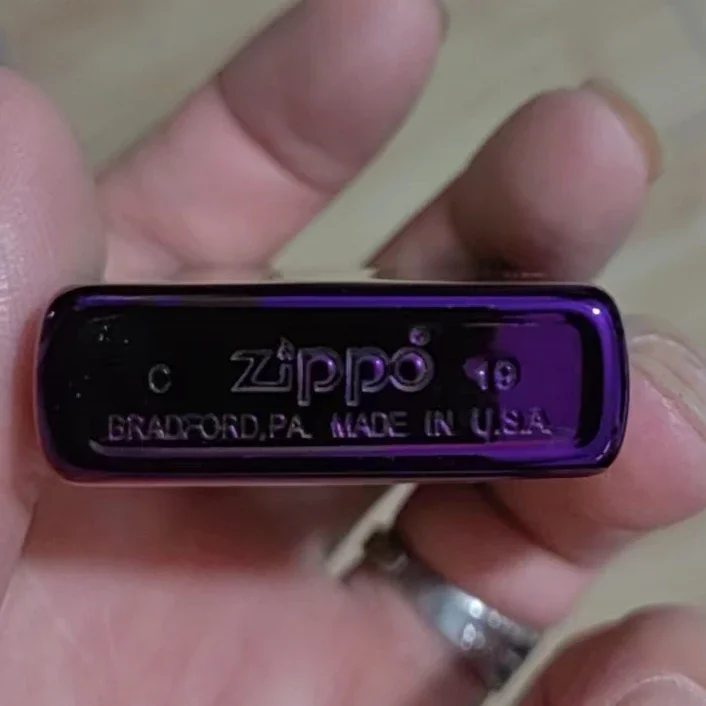 C zippo 19
BRADFORD,PA. MADE IN U.S.A.